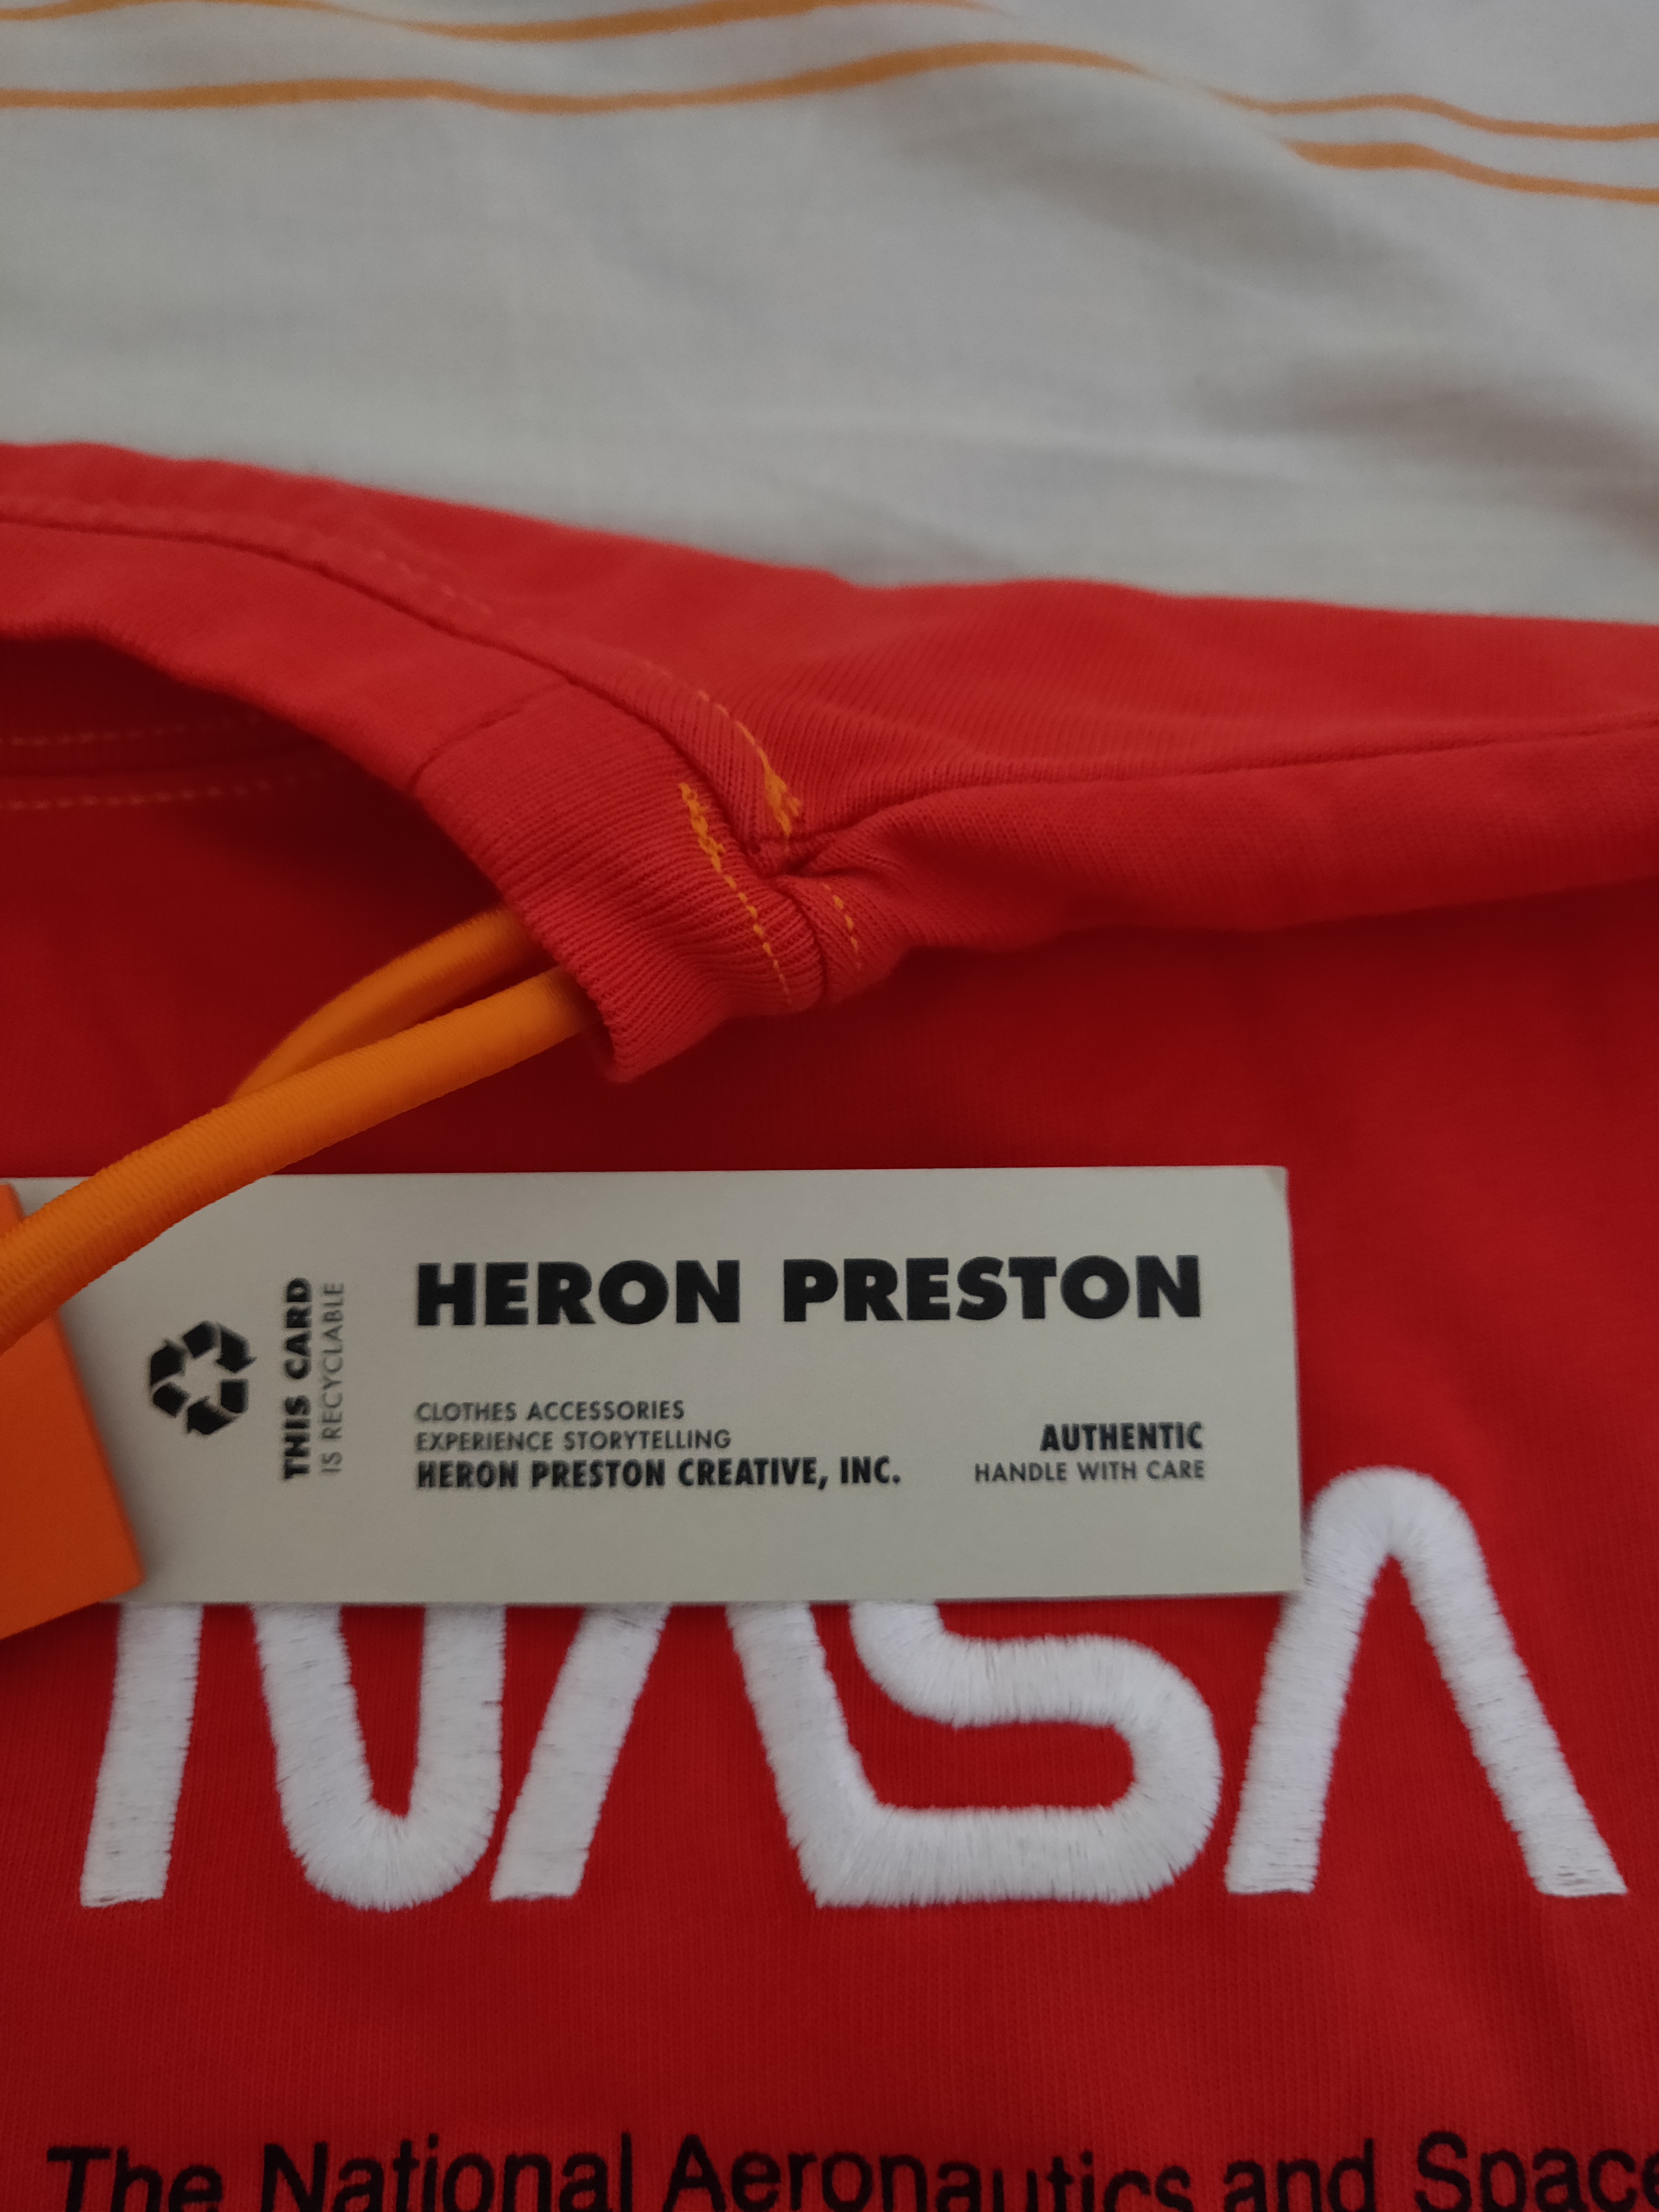 HERON PRESTON
THIS CARD
IS RECYCLABLE
CLOTHES ACCESSORIES
EXPERIENCE STORYTELLING
HERON PRESTON CREATIVE, INC.
AUTHENTIC
HANDLE WITH CARE
NASA
The National Aeronautics and Space